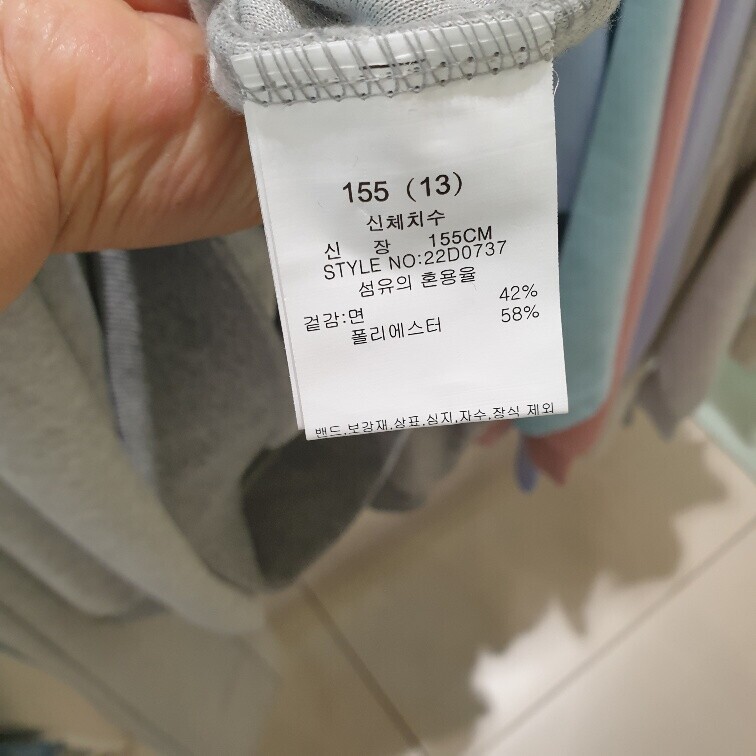 155 (13)
신체치수
신 장 155CM
STYLE NO:22D0737
섬유의 혼용율
겉감:면 42%
폴리에스터 58%
밴드,보강재,상표,심지,자수,장식 제외